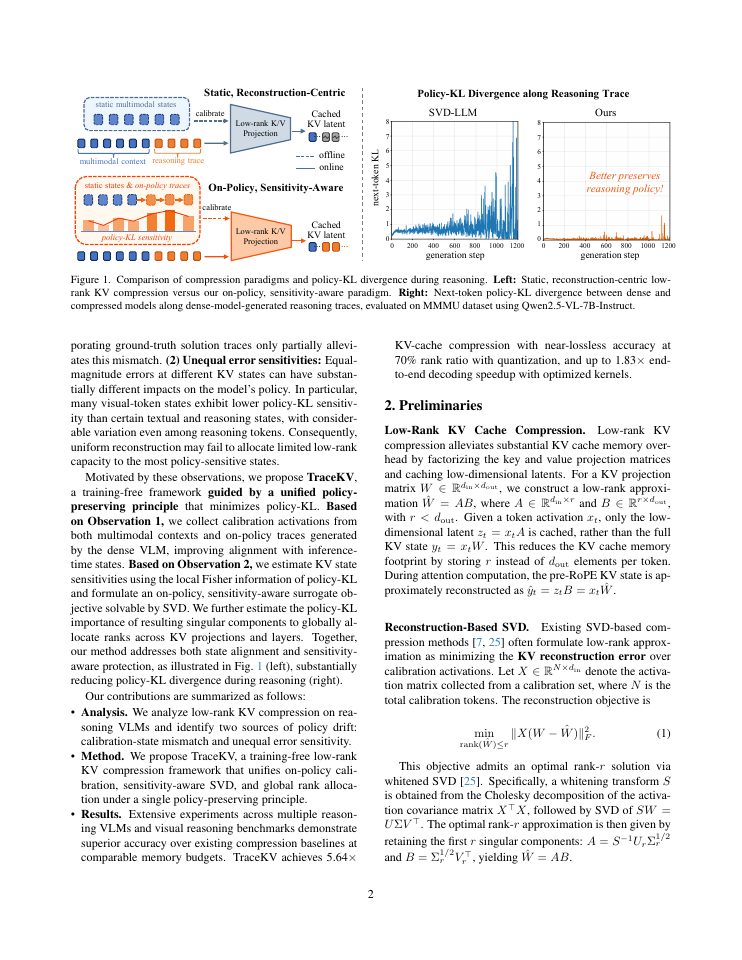 Static, Reconstruction-Centric
static multimodal states
calibrate
Low-rank K/V
Projection
Cached
KV latent
...
multimodal context
reasoning trace
offline
online
static states & on-policy traces
On-Policy, Sensitivity-Aware
calibrate
policy-KL sensitivity
Low-rank K/V
Projection
Cached
KV latent
...
Policy-KL Divergence along Reasoning Trace
SVD-LLM
next-token KL
8
7
6
5
4
3
2
1
0
0 200 400 600 800 1000 1200
generation step
Ours
8
7
6
5
4
3
2
1
0
Better preserves
reasoning policy!
0 200 400 600 800 1000 1200
generation step
Figure 1. Comparison of compression paradigms and policy-KL divergence during reasoning. Left: Static, reconstruction-centric low-
rank KV compression versus our on-policy, sensitivity-aware paradigm. Right: Next-token policy-KL divergence between dense and
compressed models along dense-model-generated reasoning traces, evaluated on MMMU dataset using Qwen2.5-VL-7B-Instruct.
porating ground-truth solution traces only partially allevi-
ates this mismatch. (2) Unequal error sensitivities: Equal-
magnitude errors at different KV states can have substan-
tially different impacts on the model's policy. In particular,
many visual-token states exhibit lower policy-KL sensitiv-
ity than certain textual and reasoning states, with consider-
able variation even among reasoning tokens. Consequently,
uniform reconstruction may fail to allocate limited low-rank
capacity to the most policy-sensitive states.
Motivated by these observations, we propose TraceKV,
a training-free framework guided by a unified policy-
preserving principle that minimizes policy-KL. Based
on Observation 1, we collect calibration activations from
both multimodal contexts and on-policy traces generated
by the dense VLM, improving alignment with inference-
time states. Based on Observation 2, we estimate KV state
sensitivities using the local Fisher information of policy-KL
and formulate an on-policy, sensitivity-aware surrogate ob-
jective solvable by SVD. We further estimate the policy-KL
importance of resulting singular components to globally al-
locate ranks across KV projections and layers. Together,
our method addresses both state alignment and sensitivity-
aware protection, as illustrated in Fig. 1 (left), substantially
reducing policy-KL divergence during reasoning (right).
Our contributions are summarized as follows:
• Analysis. We analyze low-rank KV compression on rea-
soning VLMs and identify two sources of policy drift:
calibration-state mismatch and unequal error sensitivity.
• Method. We propose TraceKV, a training-free low-rank
KV compression framework that unifies on-policy cali-
bration, sensitivity-aware SVD, and global rank alloca-
tion under a single policy-preserving principle.
• Results. Extensive experiments across multiple reason-
ing VLMs and visual reasoning benchmarks demonstrate
superior accuracy over existing compression baselines at
comparable memory budgets. TraceKV achieves 5.64×
KV-cache compression with near-lossless accuracy at
70% rank ratio with quantization, and up to 1.83× end-
to-end decoding speedup with optimized kernels.
2. Preliminaries
Low-Rank KV Cache Compression. Low-rank KV
compression alleviates substantial KV cache memory over-
head by factorizing the key and value projection matrices
and caching low-dimensional latents. For a KV projection
matrix W ∈ ℝ^{d_in×d_out}, we construct a low-rank approxi-
mation Ŵ = AB, where A ∈ ℝ^{d_in×r} and B ∈ ℝ^{r×d_out},
with r < d_out. Given a token activation x_t, only the low-
dimensional latent z_t = x_tA is cached, rather than the full
KV state y_t = x_tW. This reduces the KV cache memory
footprint by storing r instead of d_out elements per token.
During attention computation, the pre-RoPE KV state is ap-
proximately reconstructed as ŷ_t = z_tB = x_tŴ.
Reconstruction-Based SVD. Existing SVD-based com-
pression methods [7, 25] often formulate low-rank approx-
imation as minimizing the KV reconstruction error over
calibration activations. Let X ∈ ℝ^{N×d_in} denote the activa-
tion matrix collected from a calibration set, where N is the
total calibration tokens. The reconstruction objective is
min_{rank(Ŵ)≤r} ‖X(W − Ŵ)‖²_F. (1)
This objective admits an optimal rank-r solution via
whitened SVD [25]. Specifically, a whitening transform S
is obtained from the Cholesky decomposition of the activa-
tion covariance matrix X^⊤X, followed by SVD of SW =
UΣV^⊤. The optimal rank-r approximation is then given by
retaining the first r singular components: A = S^{−1}U_rΣ_r^{1/2}
and B = Σ_r^{1/2}V_r^⊤, yielding Ŵ = AB.
2